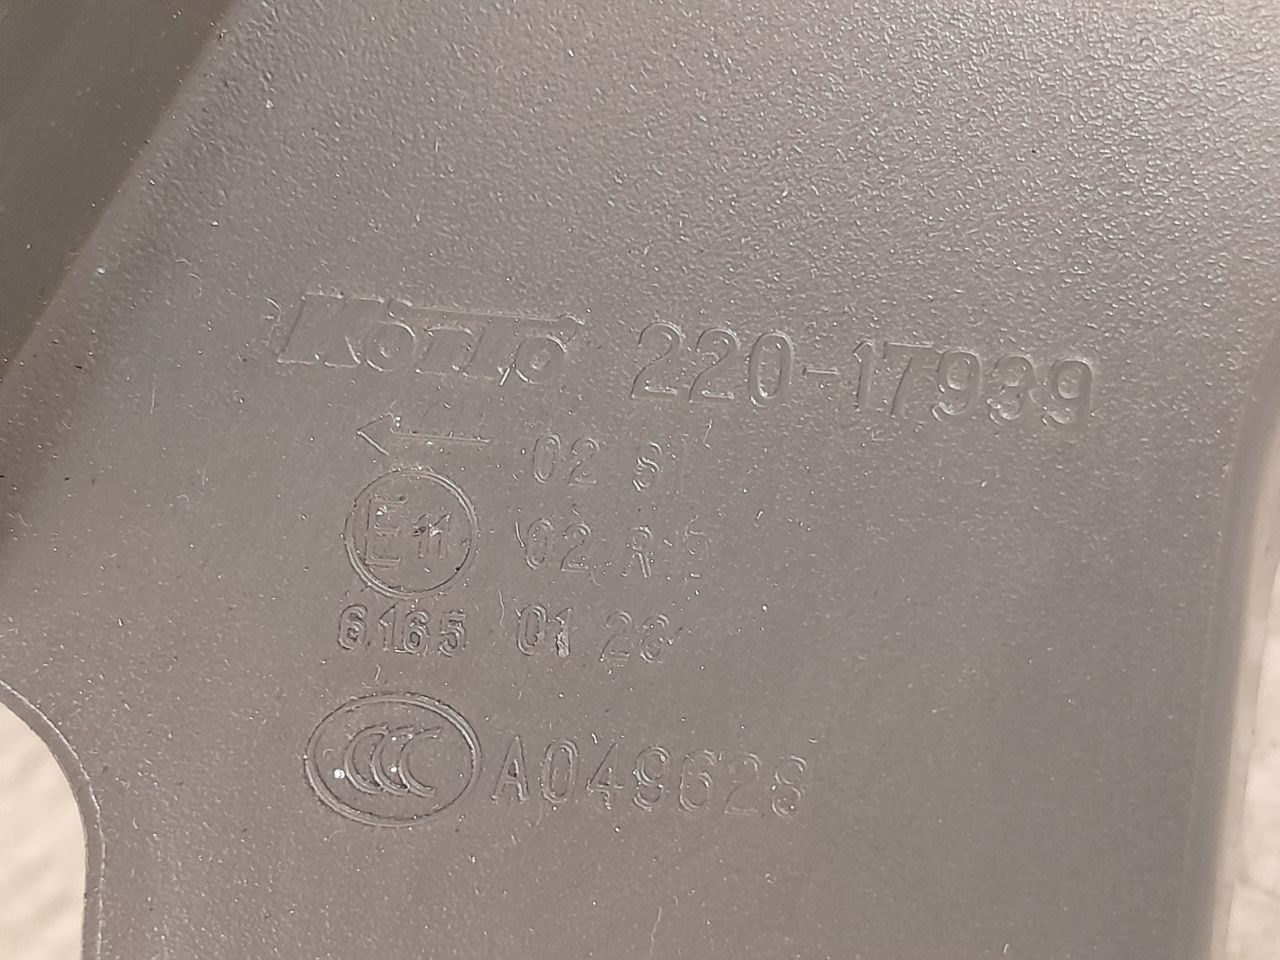 Koito 220-17939
← 02 S1
E11 02 R
6165 01 26
CCC A049628